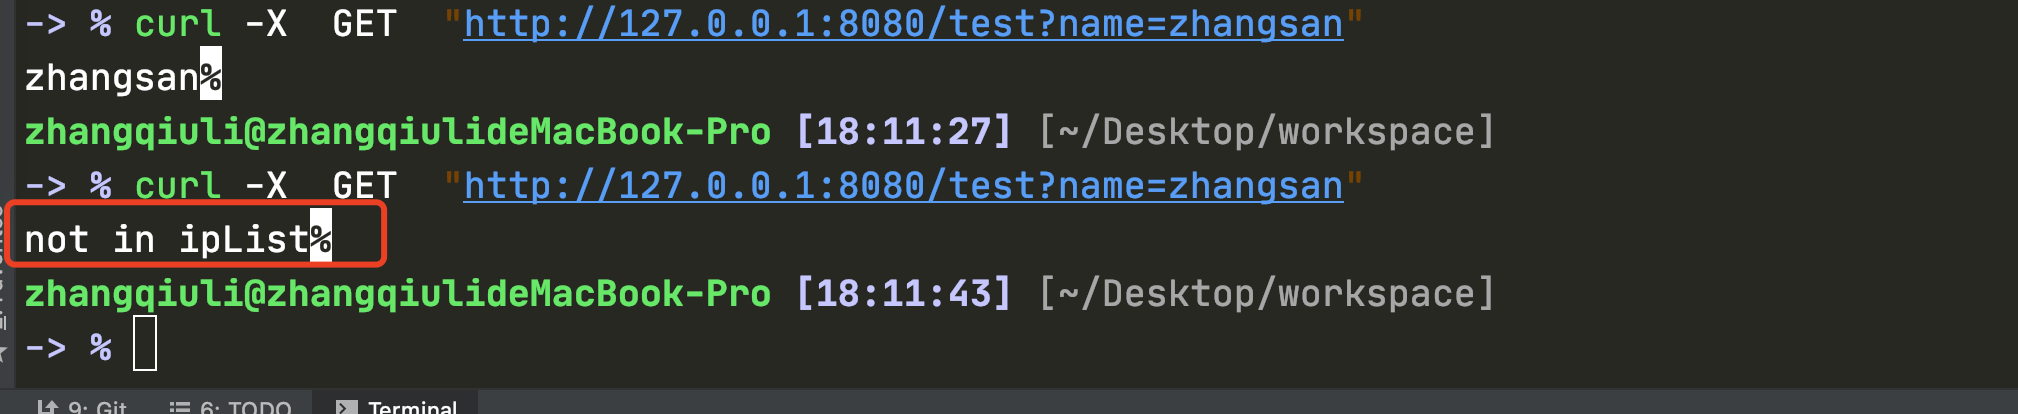 -> % curl -X  GET  "http://127.0.0.1:8080/test?name=zhangsan"
zhangsan%
zhangqiuli@zhangqiulideMacBook-Pro [18:11:27] [~/Desktop/workspace]
-> % curl -X  GET  "http://127.0.0.1:8080/test?name=zhangsan"
not in ipList%
zhangqiuli@zhangqiulideMacBook-Pro [18:11:43] [~/Desktop/workspace]
-> %
9: Git 6: TODO Terminal